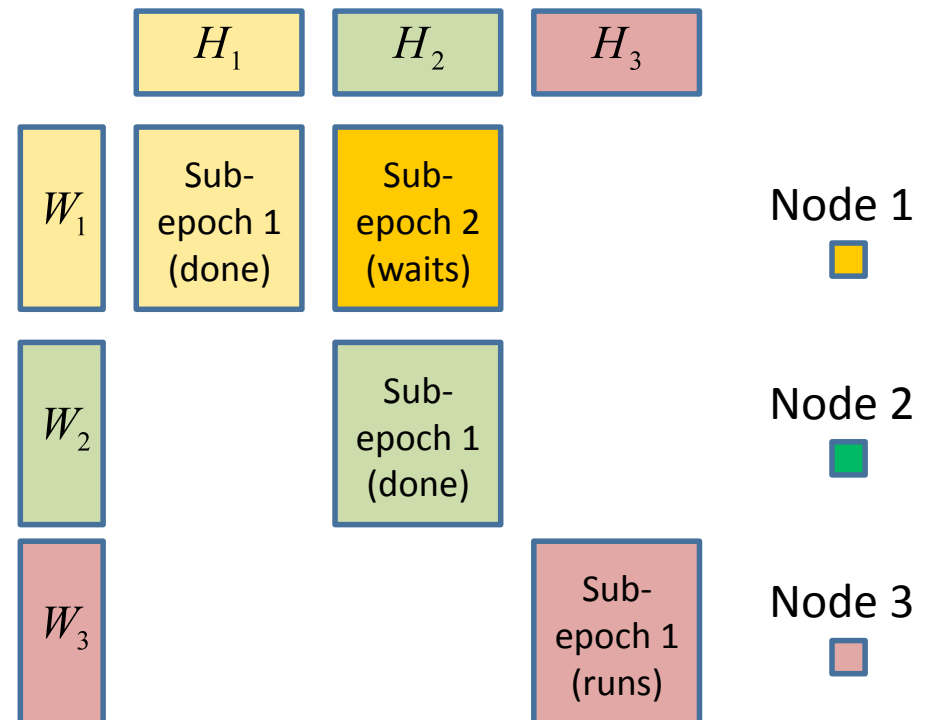 H₁ H₂ H₃
W₁
Sub-
epoch 1
(done)
Sub-
epoch 2
(waits)
Node 1
W₂
Sub-
epoch 1
(done)
Node 2
W₃
Sub-
epoch 1
(runs)
Node 3